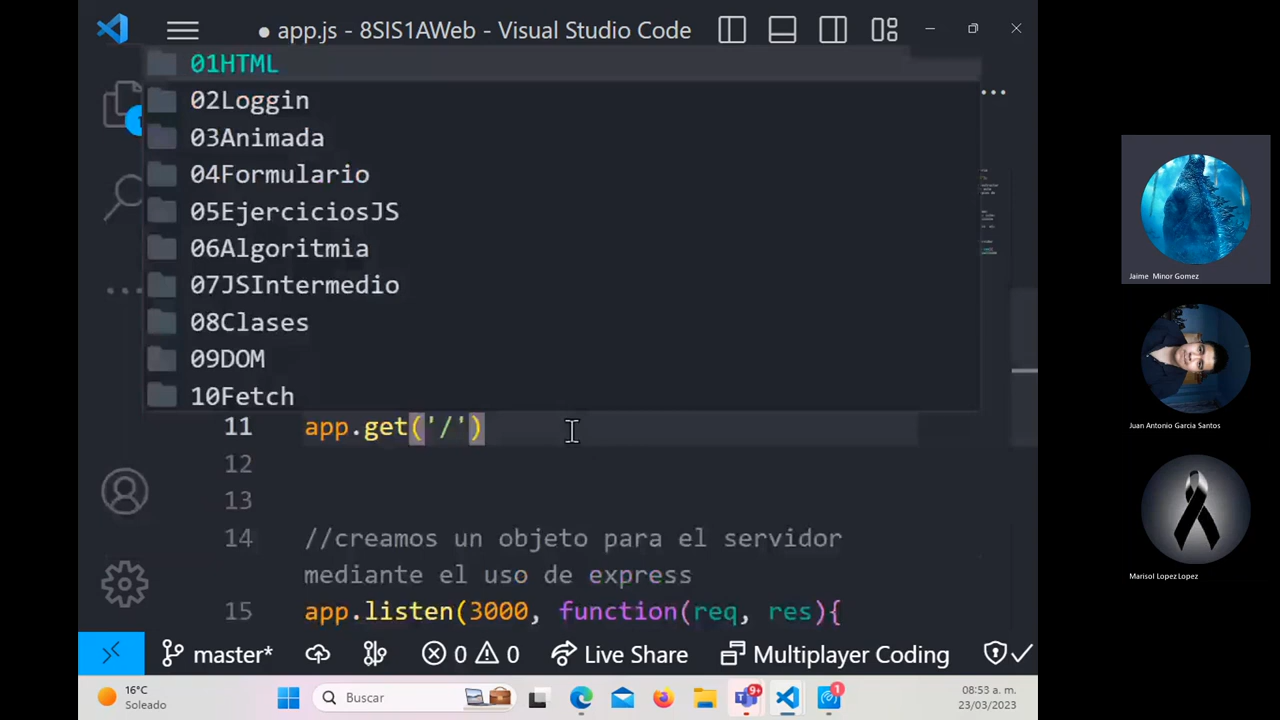 ● app.js - 8SIS1AWeb - Visual Studio Code
01HTML
02Loggin
03Animada
04Formulario
05EjerciciosJS
06Algoritmia
07JSIntermedio
08Clases
09DOM
10Fetch
11 app.get('/')
12
13
14 //creamos un objeto para el servidor
mediante el uso de express
15 app.listen(3000, function(req, res){
master* 0 0 Live Share Multiplayer Coding
16°C
Soleado
Buscar
9+
1
08:53 a. m.
23/03/2023
Jaime Minor Gomez
Juan Antonio Garcia Santos
Marisol Lopez Lopez